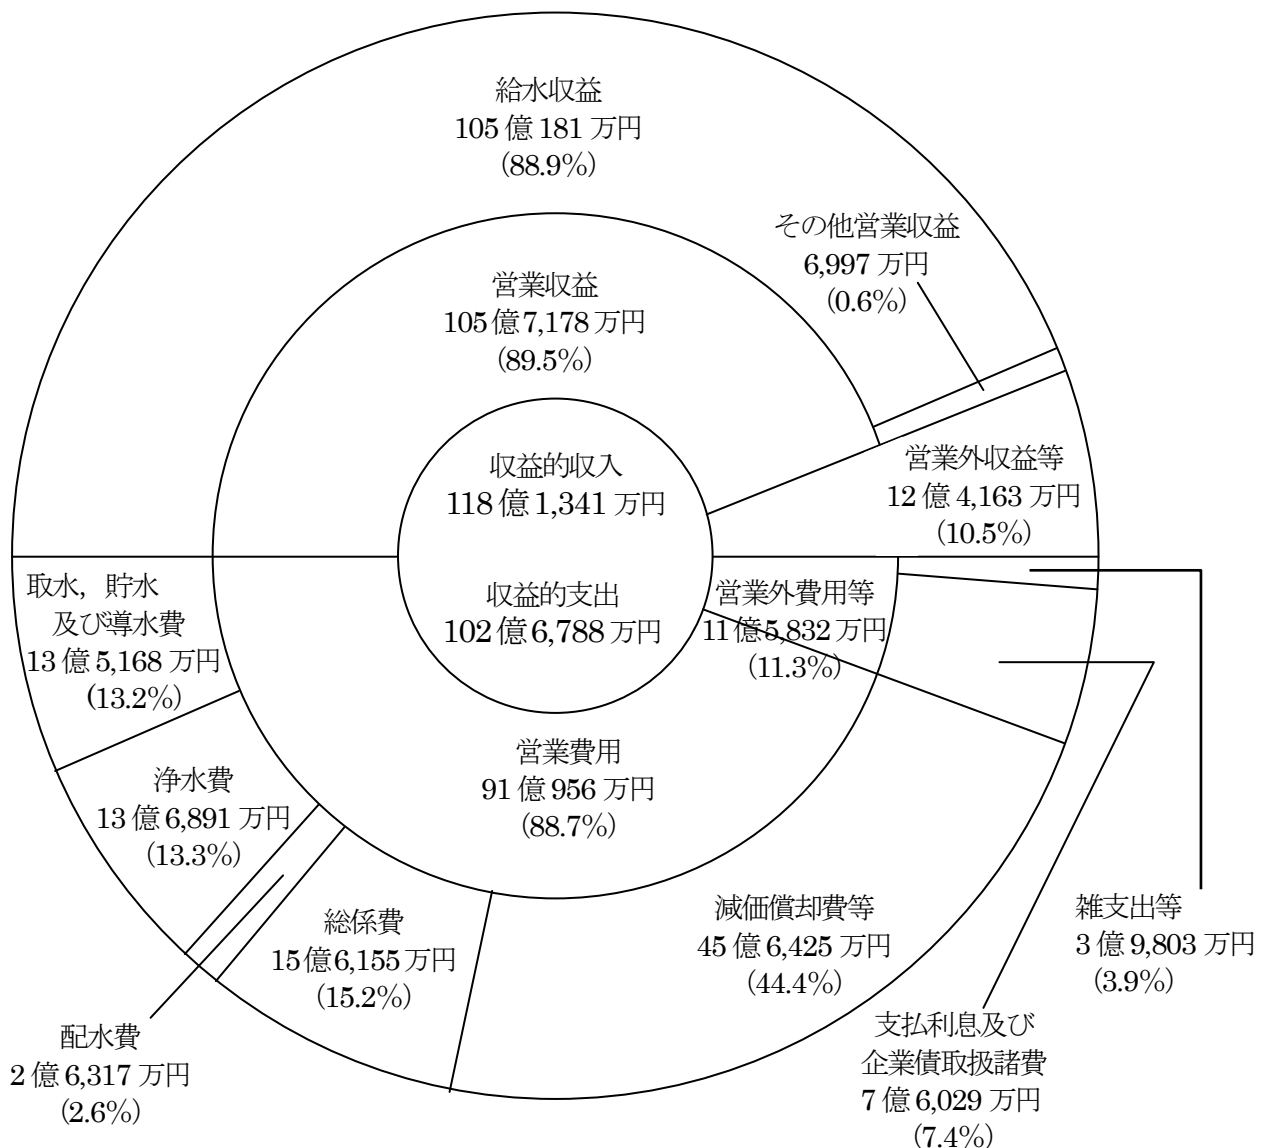 給水収益
105億181万円
(88.9%)
その他営業収益
6,997万円
(0.6%)
営業収益
105億7,178万円
(89.5%)
営業外収益等
12億4,163万円
(10.5%)
収益的収入
118億1,341万円
収益的支出
102億6,788万円
営業外費用等
11億5,832万円
(11.3%)
取水，貯水
及び導水費
13億5,168万円
(13.2%)
営業費用
91億956万円
(88.7%)
浄水費
13億6,891万円
(13.3%)
総係費
15億6,155万円
(15.2%)
減価償却費等
45億6,425万円
(44.4%)
雑支出等
3億9,803万円
(3.9%)
配水費
2億6,317万円
(2.6%)
支払利息及び
企業債取扱諸費
7億6,029万円
(7.4%)